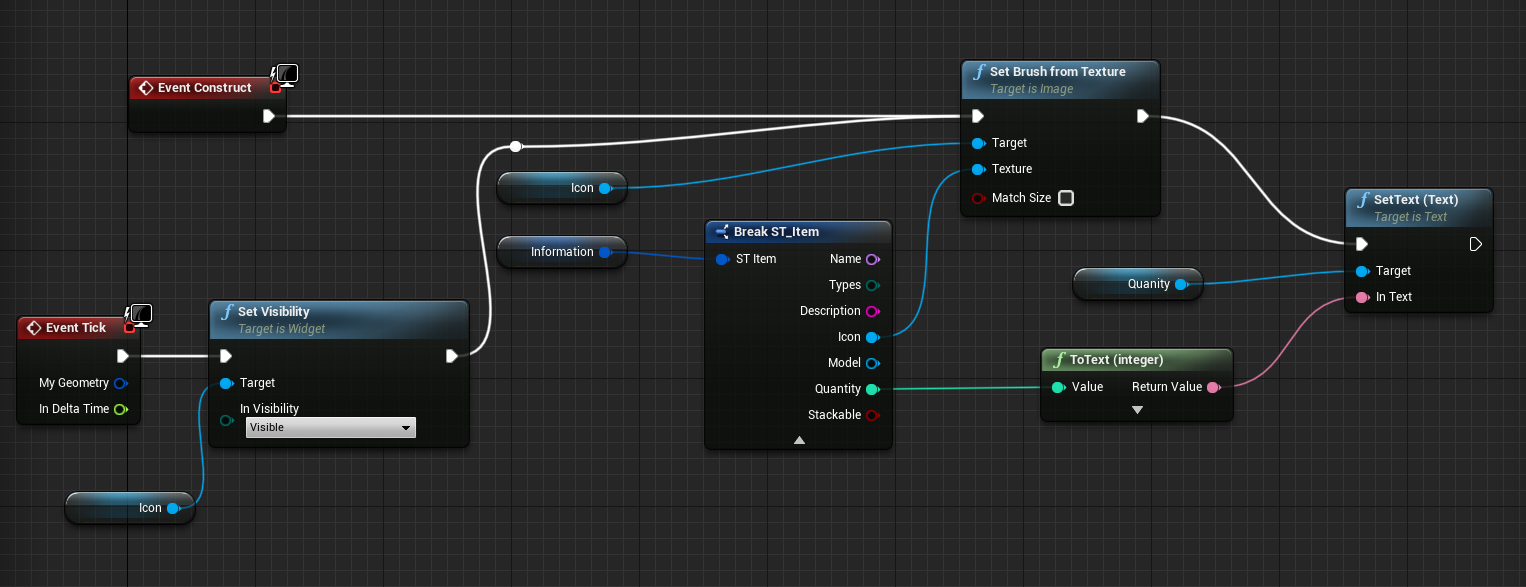 Event Construct
Set Brush from Texture
Target is Image
Target
Texture
Match Size
Icon
Information
Break ST_Item
ST Item
Name
Types
Description
Icon
Model
Quantity
Stackable
SetText (Text)
Target is Text
Target
In Text
Quanity
ToText (integer)
Value
Return Value
Event Tick
My Geometry
In Delta Time
Set Visibility
Target is Widget
Target
In Visibility
Visible
Icon